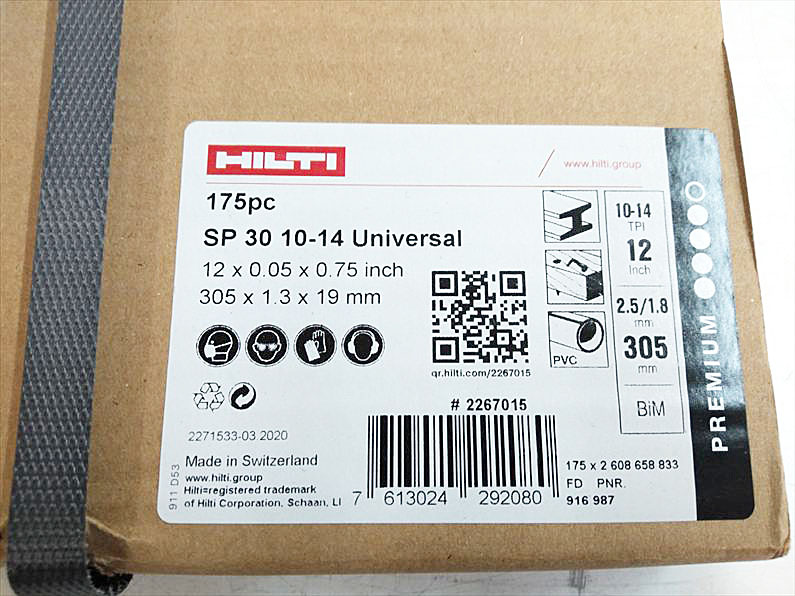 HILTI
www.hilti.group
175pc
SP 30 10-14 Universal
12 x 0.05 x 0.75 inch
305 x 1.3 x 19 mm
qr.hilti.com/2267015
PVC
10-14
TPI
12
Inch
2.5/1.8
mm
305
mm
BiM
PREMIUM
# 2267015
2271533-03 2020
911 D53
Made in Switzerland
www.hilti.group
Hilti=registered trademark
of Hilti Corporation, Schaan, LI
7 613024 292080
175 x 2 608 658 833
FD PNR.
916 987